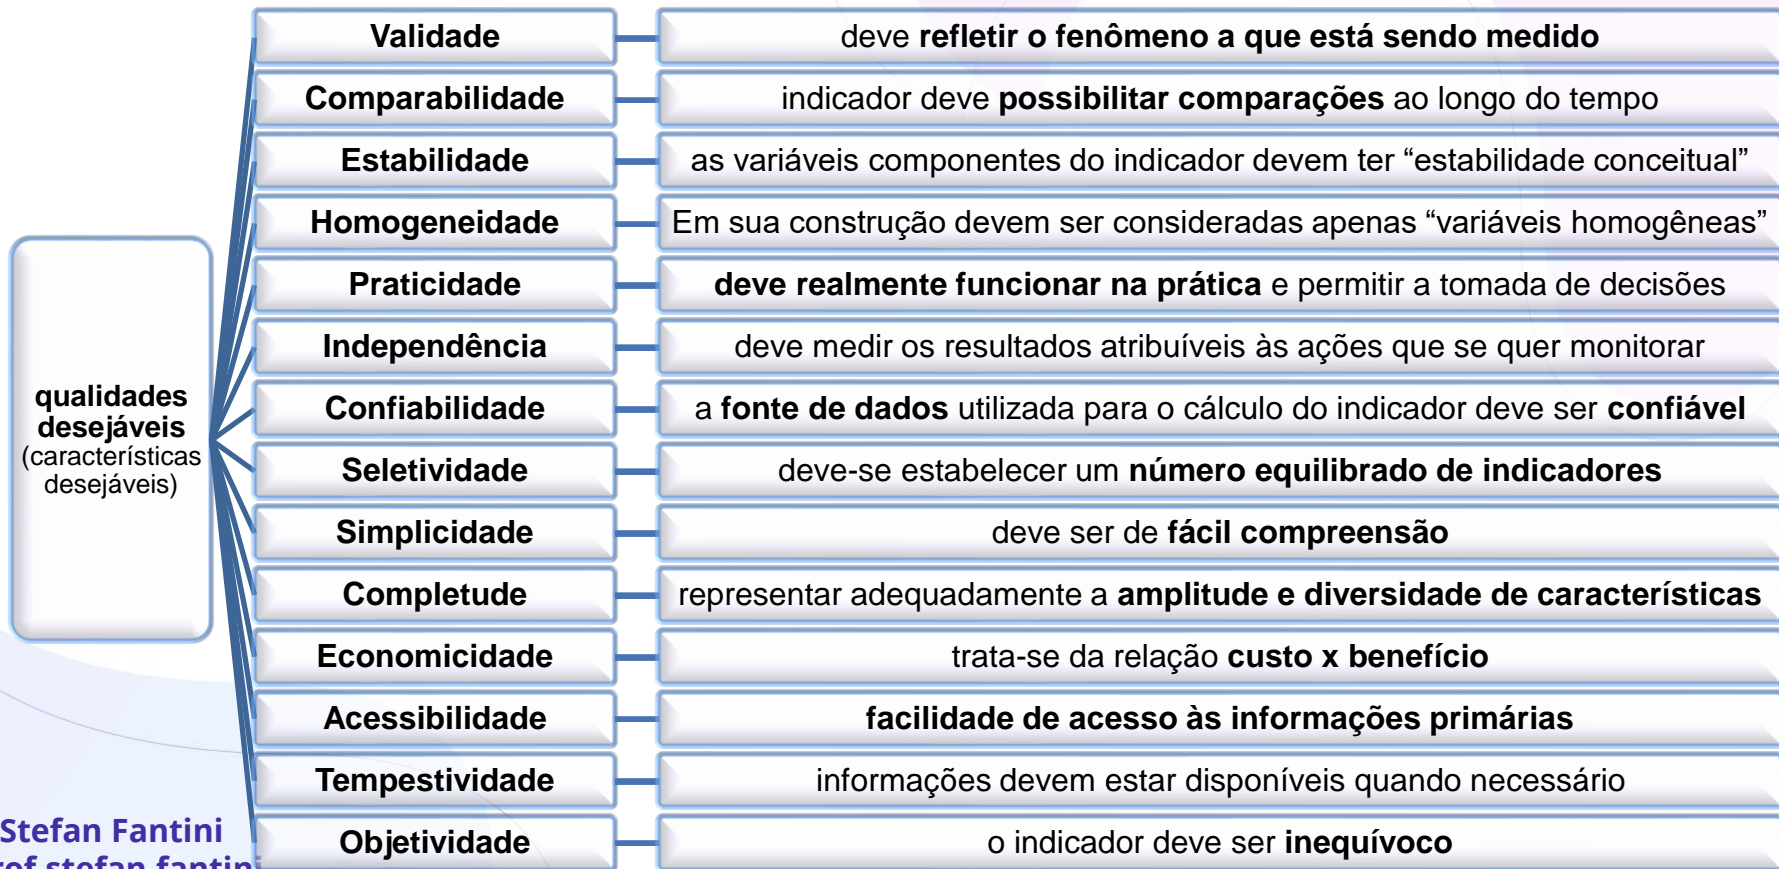 Validade
deve refletir o fenômeno a que está sendo medido
Comparabilidade
indicador deve possibilitar comparações ao longo do tempo
Estabilidade
as variáveis componentes do indicador devem ter “estabilidade conceitual”
Homogeneidade
Em sua construção devem ser consideradas apenas “variáveis homogêneas”
Praticidade
deve realmente funcionar na prática e permitir a tomada de decisões
Independência
deve medir os resultados atribuíveis às ações que se quer monitorar
qualidades
desejáveis
(características
desejáveis)
Confiabilidade
a fonte de dados utilizada para o cálculo do indicador deve ser confiável
Seletividade
deve-se estabelecer um número equilibrado de indicadores
Simplicidade
deve ser de fácil compreensão
Completude
representar adequadamente a amplitude e diversidade de características
Economicidade
trata-se da relação custo x benefício
Acessibilidade
facilidade de acesso às informações primárias
Tempestividade
informações devem estar disponíveis quando necessário
Objetividade
o indicador deve ser inequívoco
Stefan Fantini
stefan.fantini